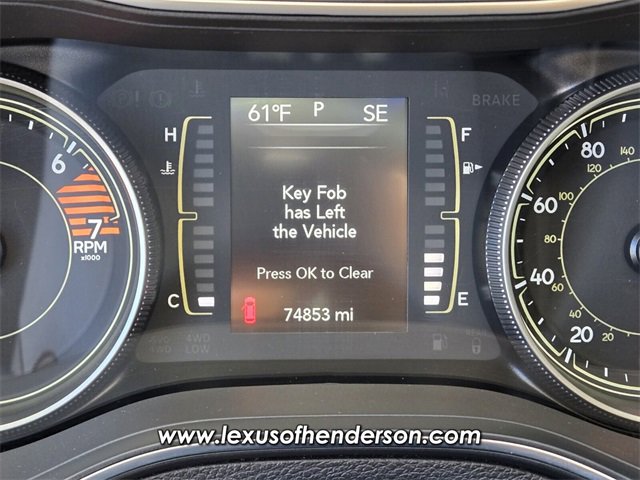 61°F P SE
BRAKE
H
F
6
7
RPM
x1000
80
140
120
100
60
80
60
40
40
20
20
Key Fob
has Left
the Vehicle
Press OK to Clear
C
E
74853 mi
4WD
LOW
www.lexusofhenderson.com